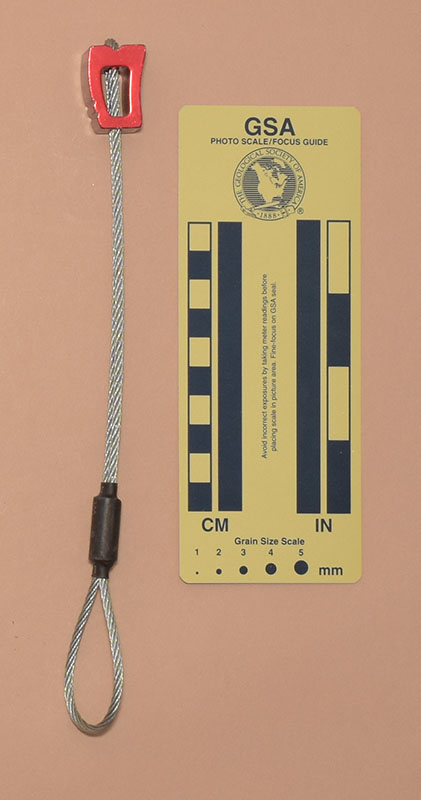 GSA
PHOTO SCALE/FOCUS GUIDE
THE GEOLOGICAL SOCIETY OF AMERICA
1888
®
Avoid incorrect exposures by taking meter readings before
placing scale in picture area. Fine-focus on GSA seal.
CM IN
Grain Size Scale
1 2 3 4 5
mm